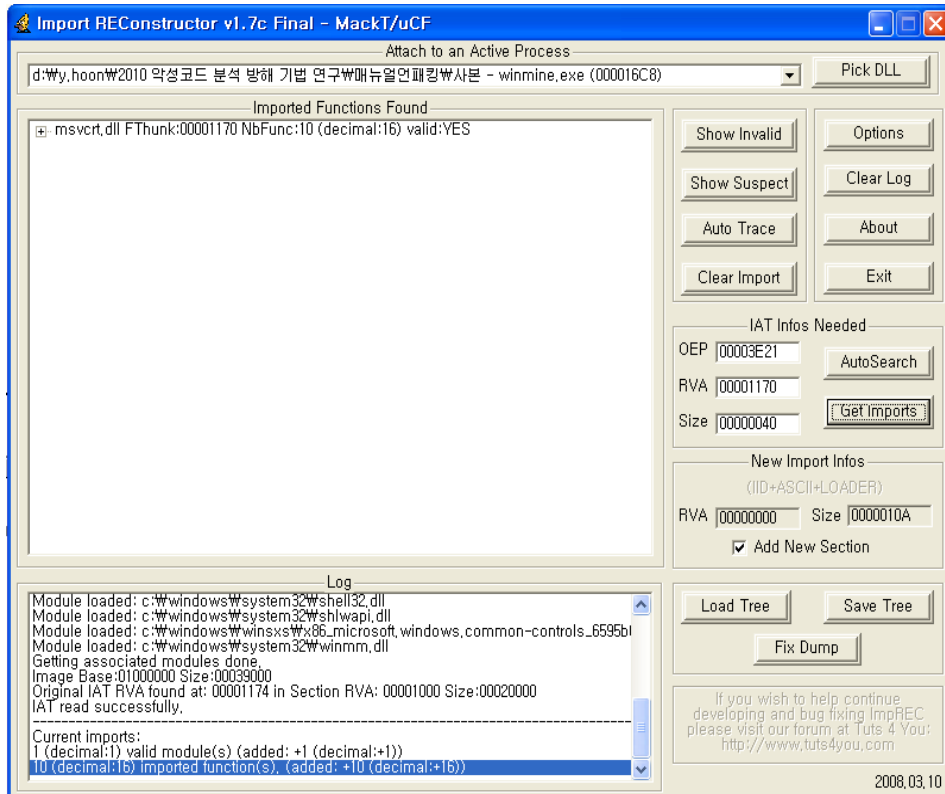 Import REConstructor v1.7c Final - MackT/uCF
Attach to an Active Process
d:₩y.hoon₩2010 악성코드 분석 방해 기법 연구₩매뉴얼언패킹₩사본 - winmine.exe (000016C8)
Pick DLL
Imported Functions Found
msvcrt.dll FThunk:00001170 NbFunc:10 (decimal:16) valid:YES
Show Invalid
Options
Show Suspect
Clear Log
Auto Trace
About
Clear Import
Exit
IAT Infos Needed
OEP 00003E21
AutoSearch
RVA 00001170
Get Imports
Size 00000040
New Import Infos
(IID+ASCII+LOADER)
RVA 00000000 Size 0000010A
Add New Section
Log
Module loaded: c:₩windows₩system32₩shell32.dll
Module loaded: c:₩windows₩system32₩shlwapi.dll
Module loaded: c:₩windows₩winsxs₩x86_microsoft.windows.common-controls_6595b
Module loaded: c:₩windows₩system32₩winmm.dll
Getting associated modules done.
Image Base:01000000 Size:00039000
Original IAT RVA found at: 00001174 in Section RVA: 00001000 Size:00020000
IAT read successfully.
------------------------------------------------------------
Current imports:
1 (decimal:1) valid module(s) (added: +1 (decimal:+1))
10 (decimal:16) imported function(s). (added: +10 (decimal:+16))
Load Tree
Save Tree
Fix Dump
If you wish to help continue
developing and bug fixing ImpREC
please visit our forum at Tuts 4 You:
http://www.tuts4you.com
2008.03.10